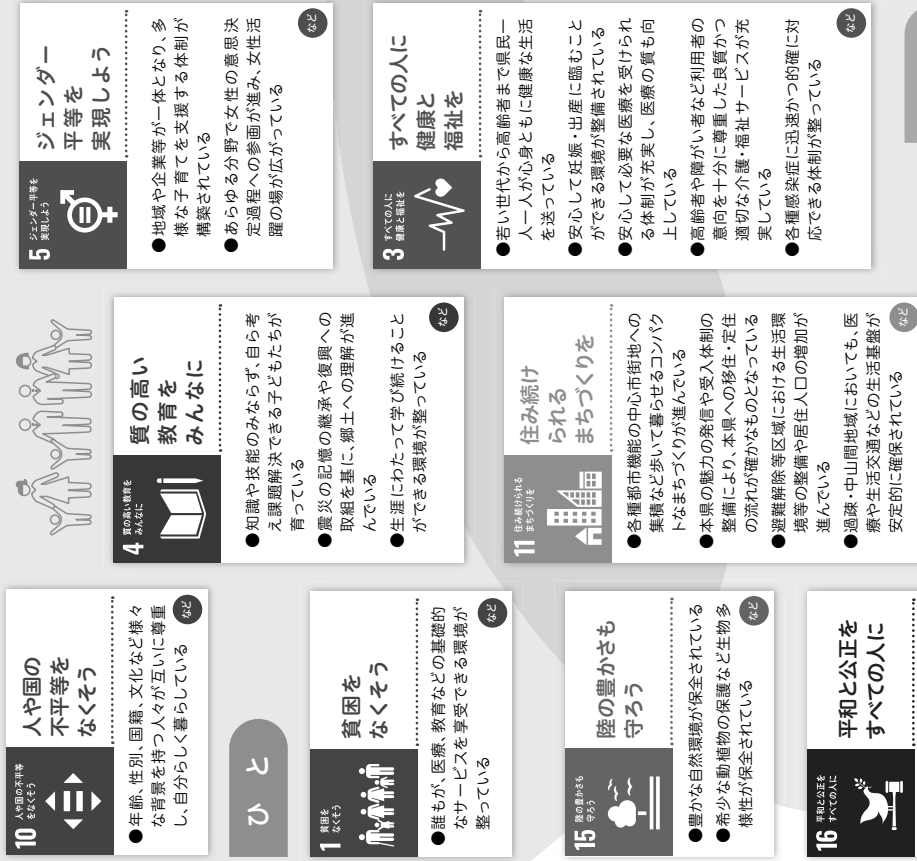 10 人や国の不平等
をなくそう
人や国の
不平等を
なくそう
●年齢、性別、国籍、文化など様々
な背景を持つ人々が互いに尊重
し、自分らしく暮らしている
など
ひと
1 貧困を
なくそう
貧困を
なくそう
●誰もが、医療、教育などの基礎的
なサービスを享受できる環境が
整っている
など
15 陸の豊かさも
守ろう
陸の豊かさも
守ろう
●豊かな自然環境が保全されている
●希少な動植物の保護など生物多
様性が保全されている
など
16 平和と公正を
すべての人に
平和と公正を
すべての人に
4 質の高い教育を
みんなに
質の高い
教育を
みんなに
●知識や技能のみならず、自ら考
え課題解決できる子どもたちが
育っている
●震災の記憶の継承や復興への
取組を基に、郷土への理解が進
んでいる
●生涯にわたって学び続けること
ができる環境が整っている
など
11 住み続けられる
まちづくりを
住み続け
られる
まちづくりを
●各種都市機能の中心市街地への
集積など歩いて暮らせるコンパク
トなまちづくりが進んでいる
●本県の魅力の発信や受入体制の
整備により、本県への移住・定住
の流れが確かなものとなっている
●避難解除等区域における生活環
境等の整備や居住人口の増加が
進んでいる
●過疎・中山間地域においても、医
療や生活交通などの生活基盤が
安定的に確保されている
など
5 ジェンダー平等を
実現しよう
ジェンダー
平等を
実現しよう
●地域や企業等が一体となり、多
様な子育てを支援する体制が
構築されている
●あらゆる分野で女性の意思決
定過程への参画が進み、女性活
躍の場が広がっている
など
3 すべての人に
健康と福祉を
すべての人に
健康と
福祉を
●若い世代から高齢者まで県民一
人一人が心身ともに健康な生活
を送っている
●安心して妊娠・出産に臨むこと
ができる環境が整備されている
●安心して必要な医療を受けられ
る体制が充実し、医療の質も向
上している
●高齢者や障がい者など利用者の
意向を十分に尊重した良質かつ
適切な介護・福祉サービスが充
実している
●各種感染症に迅速かつ的確に対
応できる体制が整っている
など